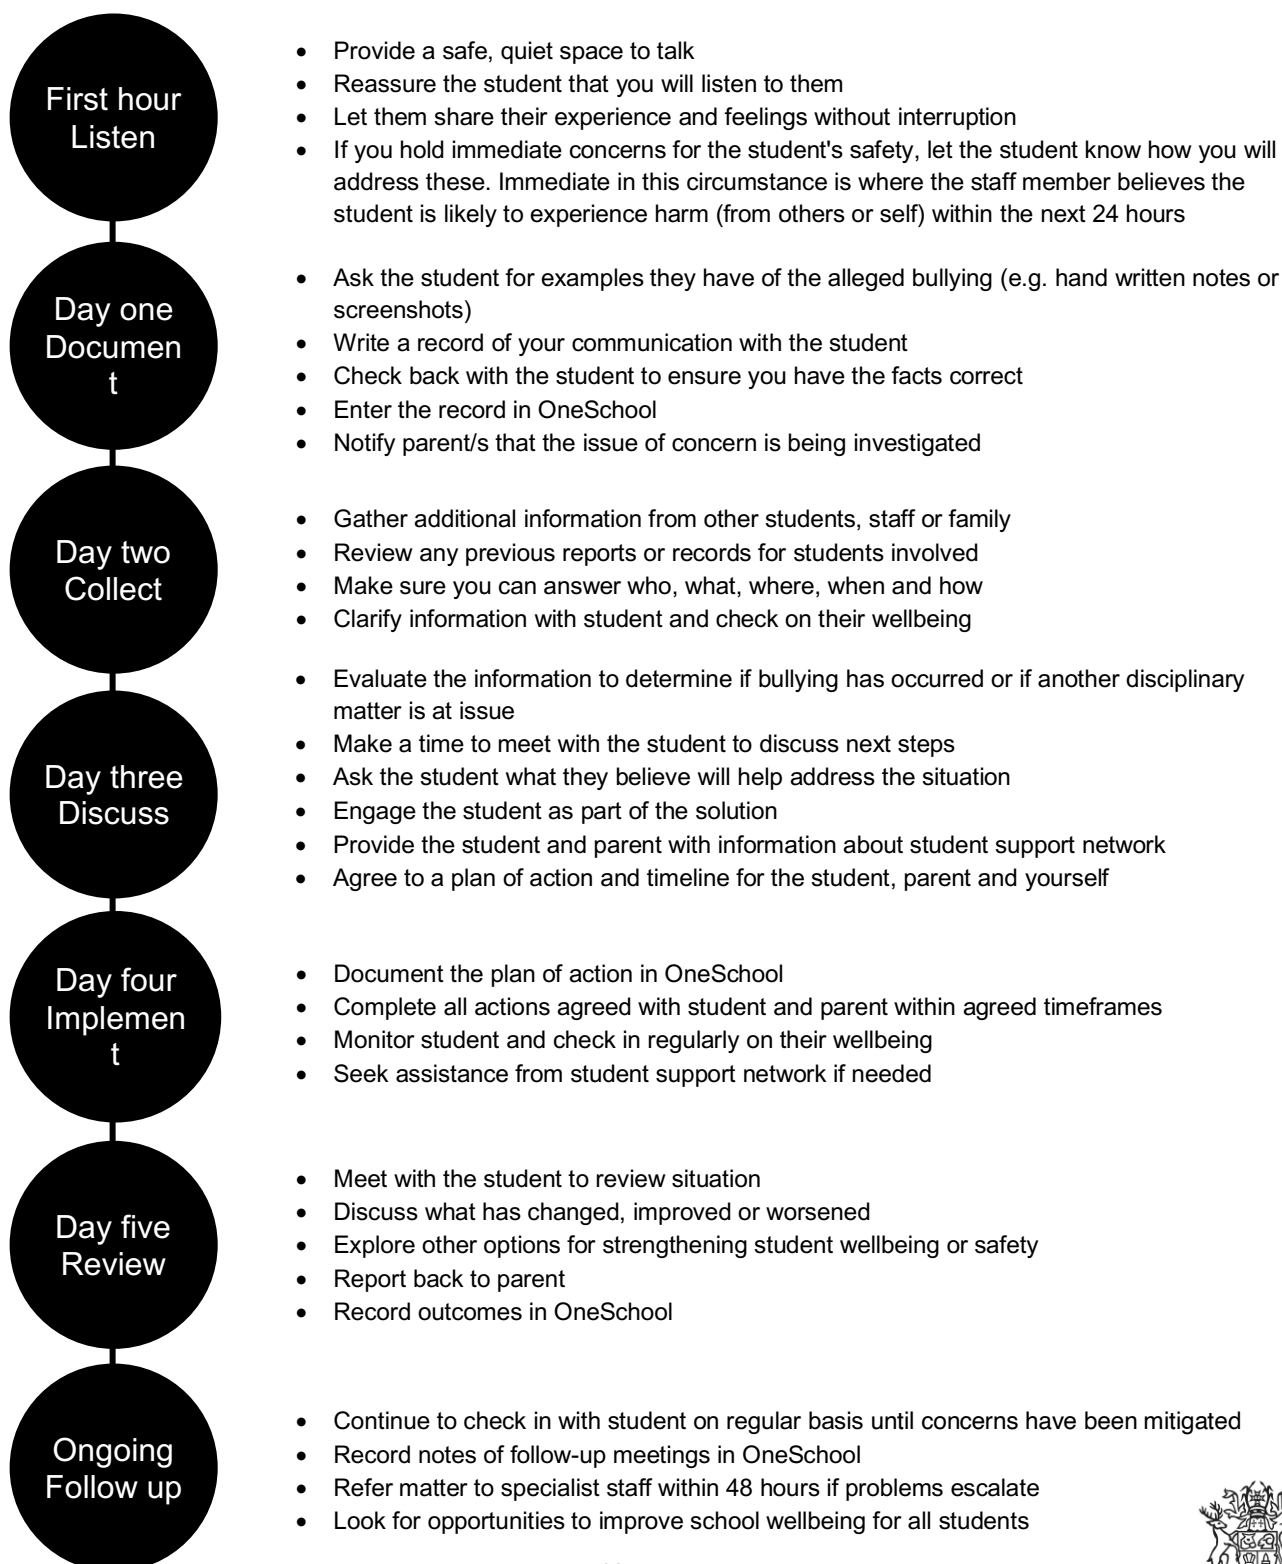 First hour
Listen
• Provide a safe, quiet space to talk
• Reassure the student that you will listen to them
• Let them share their experience and feelings without interruption
• If you hold immediate concerns for the student's safety, let the student know how you will
address these. Immediate in this circumstance is where the staff member believes the
student is likely to experience harm (from others or self) within the next 24 hours
Day one
Documen
t
• Ask the student for examples they have of the alleged bullying (e.g. hand written notes or
screenshots)
• Write a record of your communication with the student
• Check back with the student to ensure you have the facts correct
• Enter the record in OneSchool
• Notify parent/s that the issue of concern is being investigated
Day two
Collect
• Gather additional information from other students, staff or family
• Review any previous reports or records for students involved
• Make sure you can answer who, what, where, when and how
• Clarify information with student and check on their wellbeing
Day three
Discuss
• Evaluate the information to determine if bullying has occurred or if another disciplinary
matter is at issue
• Make a time to meet with the student to discuss next steps
• Ask the student what they believe will help address the situation
• Engage the student as part of the solution
• Provide the student and parent with information about student support network
• Agree to a plan of action and timeline for the student, parent and yourself
Day four
Implemen
t
• Document the plan of action in OneSchool
• Complete all actions agreed with student and parent within agreed timeframes
• Monitor student and check in regularly on their wellbeing
• Seek assistance from student support network if needed
Day five
Review
• Meet with the student to review situation
• Discuss what has changed, improved or worsened
• Explore other options for strengthening student wellbeing or safety
• Report back to parent
• Record outcomes in OneSchool
Ongoing
Follow up
• Continue to check in with student on regular basis until concerns have been mitigated
• Record notes of follow-up meetings in OneSchool
• Refer matter to specialist staff within 48 hours if problems escalate
• Look for opportunities to improve school wellbeing for all students